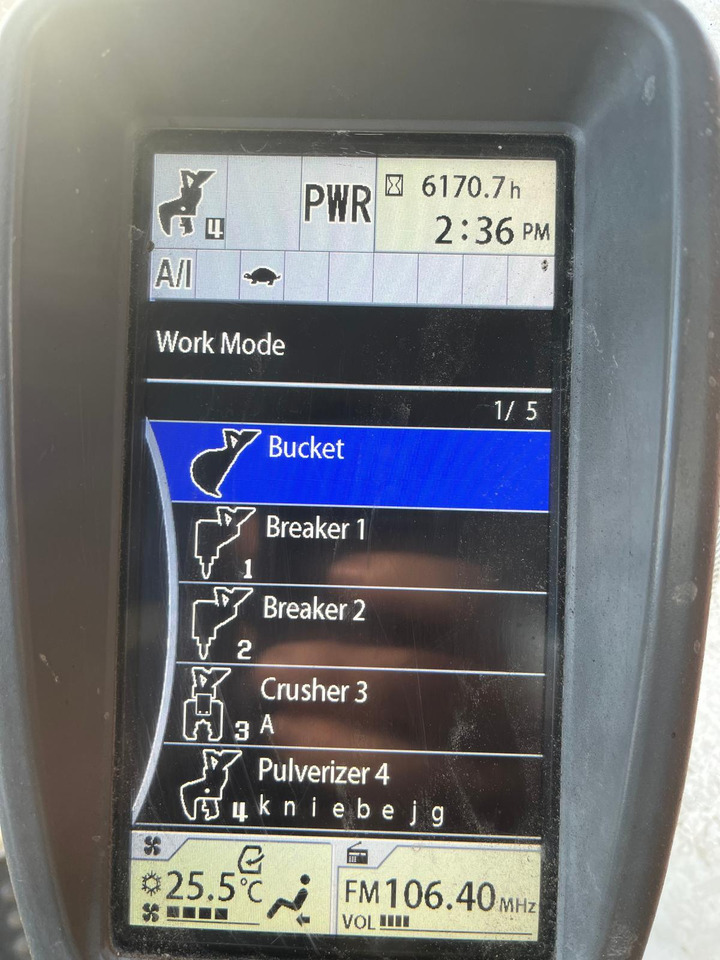 4 PWR 6170.7h
2:36 PM
A/I
Work Mode
1/ 5
Bucket
Breaker 1
1
Breaker 2
2
Crusher 3
3 A
Pulverizer 4
4 k n i e b e j g
25.5°C FM 106.40 MHz
VOL